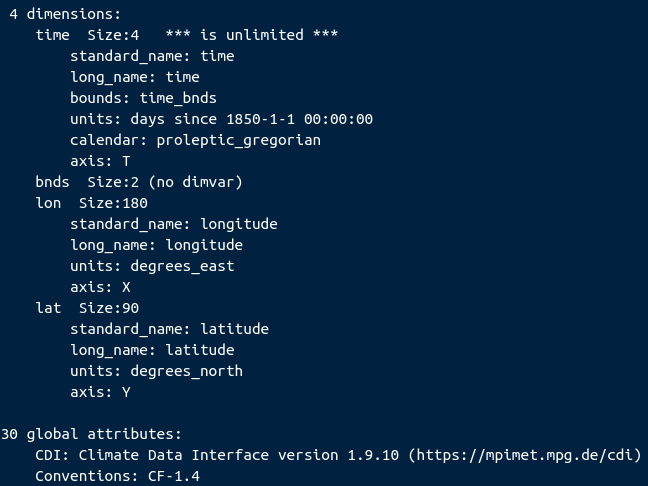 4 dimensions:
time  Size:4   *** is unlimited ***
standard_name: time
long_name: time
bounds: time_bnds
units: days since 1850-1-1 00:00:00
calendar: proleptic_gregorian
axis: T
bnds  Size:2 (no dimvar)
lon  Size:180
standard_name: longitude
long_name: longitude
units: degrees_east
axis: X
lat  Size:90
standard_name: latitude
long_name: latitude
units: degrees_north
axis: Y
30 global attributes:
CDI: Climate Data Interface version 1.9.10 (https://mpimet.mpg.de/cdi)
Conventions: CF-1.4